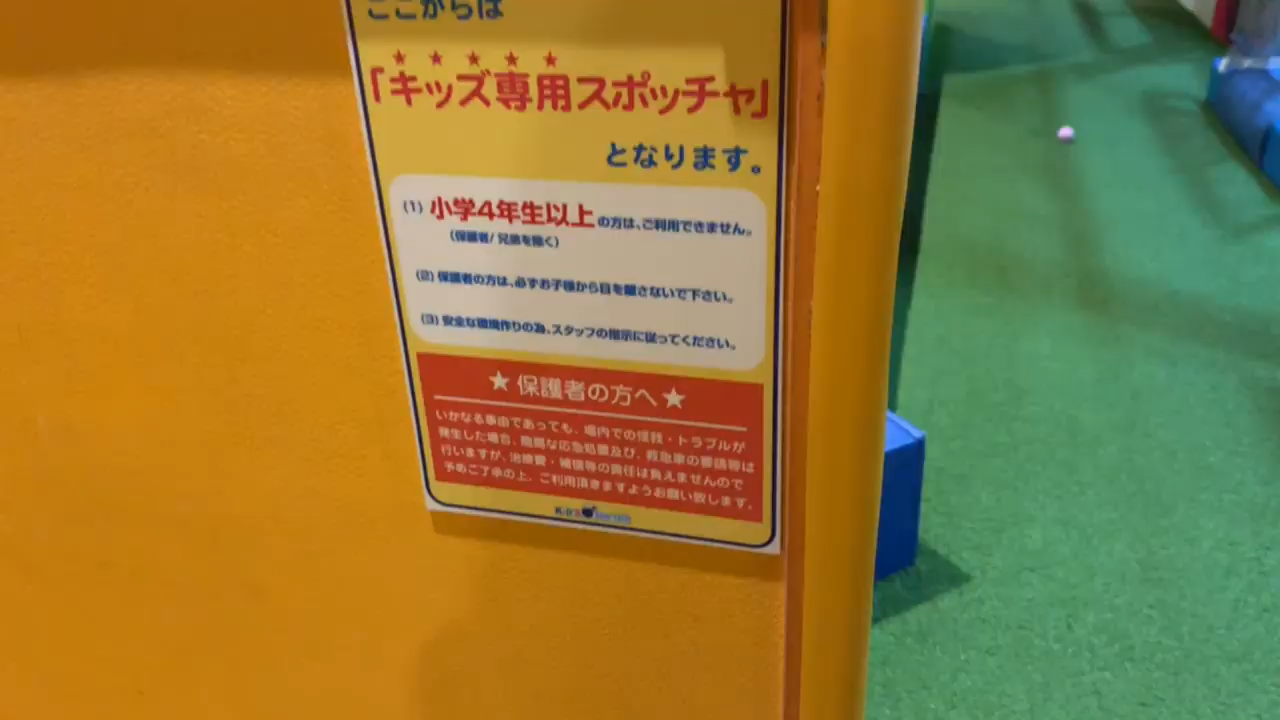 ここからは
「キッズ専用スポッチャ」
となります。
(1) 小学4年生以上の方は、ご利用できません。
(保護者/兄弟を除く)
(2) 保護者の方は、必ずお子様から目を離さないで下さい。
(3) 安全な環境作りの為、スタッフの指示に従ってください。
★保護者の方へ★
いかなる事由であっても、場内での怪我・トラブルが
発生した場合、簡易な応急処置及び、救急車の要請等は
行いますが、治療費・補償等の責任は負えませんので
予めご了承の上、ご利用頂きますようお願い致します。